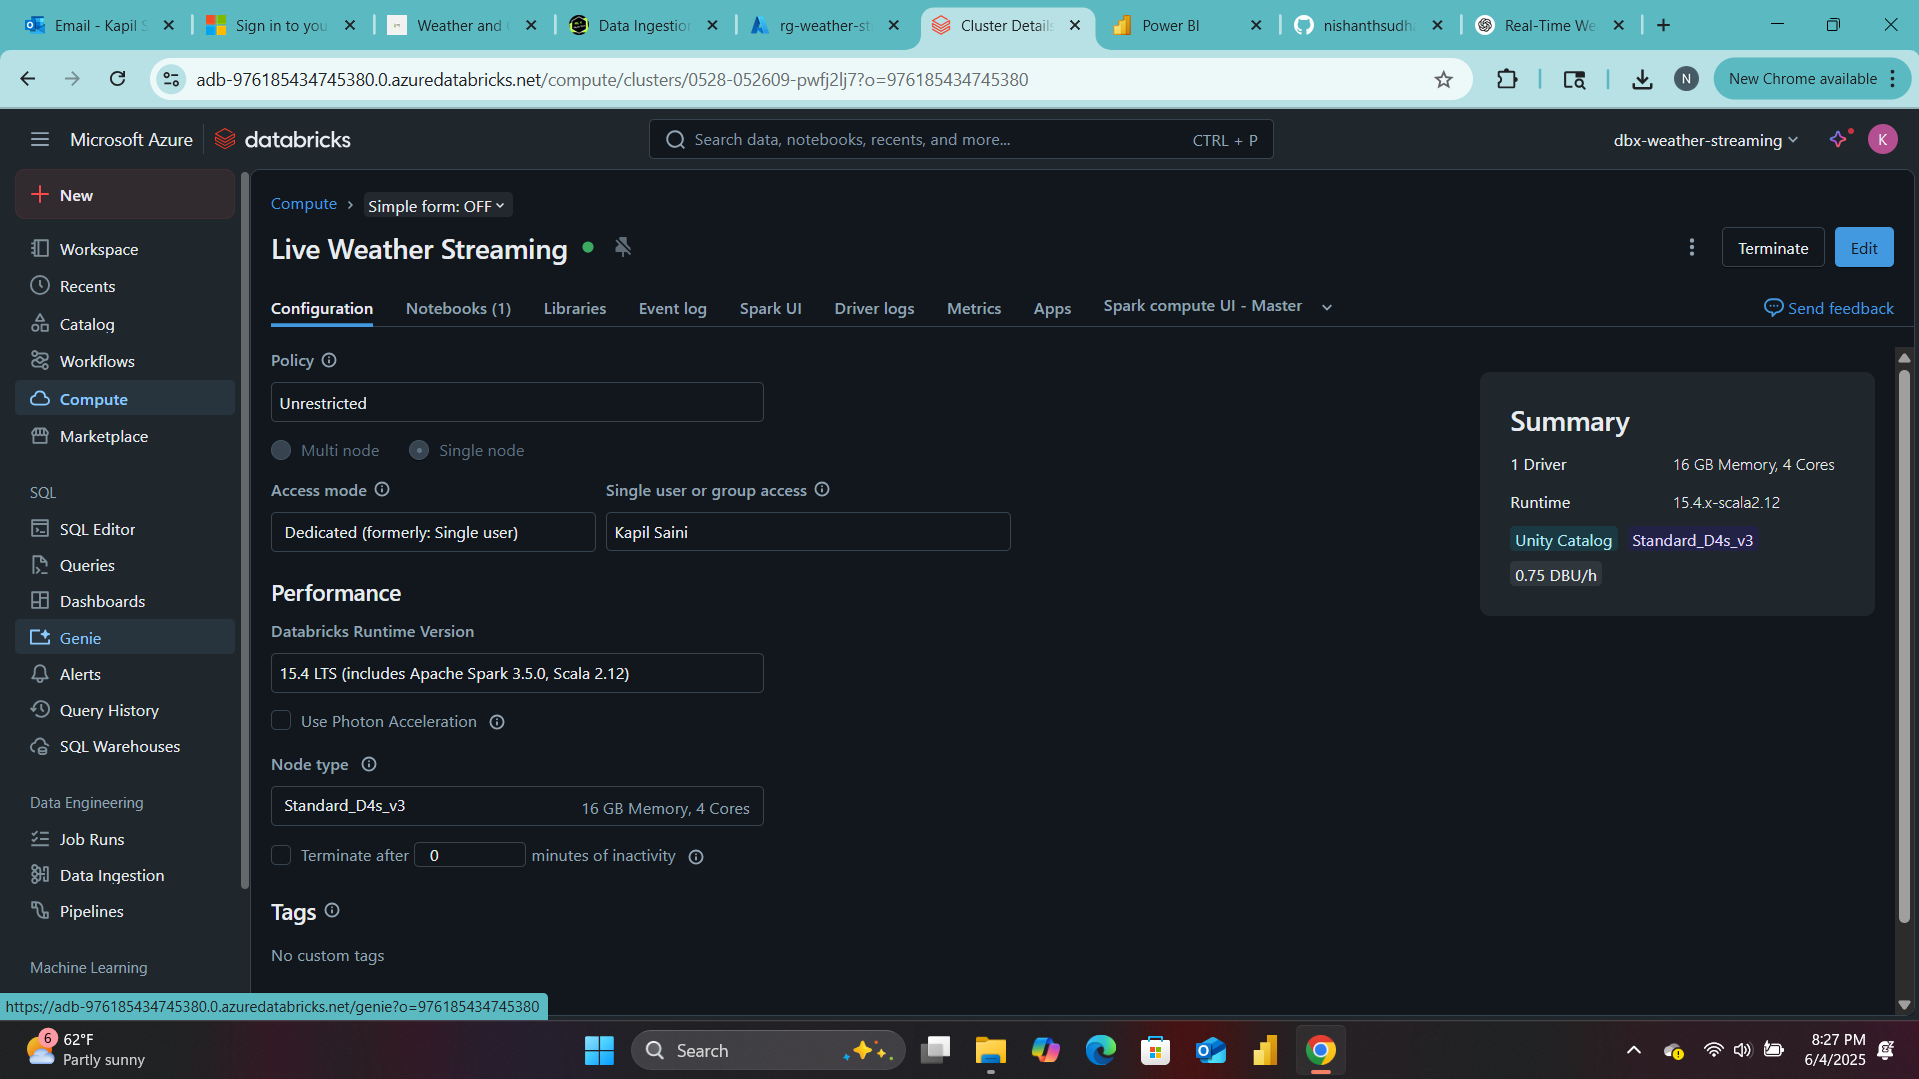 Email - Kapil S
Sign in to you
Weather and
Data Ingestion
rg-weather-st
Cluster Details
Power BI
nishanthsudh
Real-Time We
adb-976185434745380.0.azuredatabricks.net/compute/clusters/0528-052609-pwfj2lj7?o=976185434745380
N
New Chrome available
Microsoft Azure
databricks
Search data, notebooks, recents, and more...
CTRL + P
dbx-weather-streaming
K
New
Workspace
Recents
Catalog
Workflows
Compute
Marketplace
SQL
SQL Editor
Queries
Dashboards
Genie
Alerts
Query History
SQL Warehouses
Data Engineering
Job Runs
Data Ingestion
Pipelines
Machine Learning
Compute › Simple form: OFF
Live Weather Streaming
Terminate
Edit
Configuration
Notebooks (1)
Libraries
Event log
Spark UI
Driver logs
Metrics
Apps
Spark compute UI - Master
Send feedback
Policy
Unrestricted
Multi node
Single node
Access mode
Single user or group access
Dedicated (formerly: Single user)
Kapil Saini
Performance
Databricks Runtime Version
15.4 LTS (includes Apache Spark 3.5.0, Scala 2.12)
Use Photon Acceleration
Node type
Standard_D4s_v3
16 GB Memory, 4 Cores
Terminate after 0 minutes of inactivity
Tags
No custom tags
Summary
1 Driver 16 GB Memory, 4 Cores
Runtime 15.4.x-scala2.12
Unity Catalog Standard_D4s_v3
0.75 DBU/h
https://adb-976185434745380.0.azuredatabricks.net/genie?o=976185434745380
6
62°F
Partly sunny
Search
8:27 PM
6/4/2025